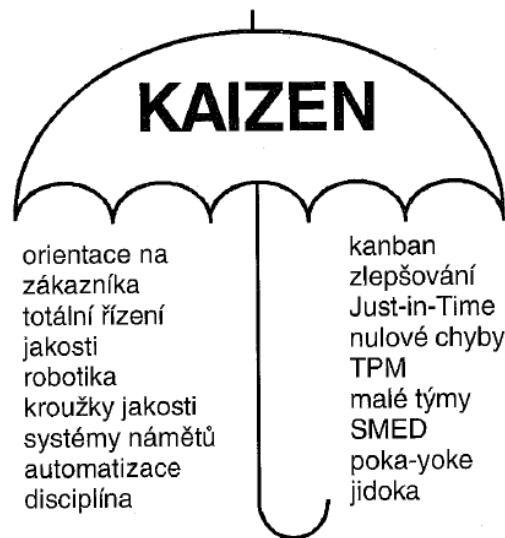 KAIZEN
orientace na
zákazníka
totální řízení
jakosti
robotika
kroužky jakosti
systémy námětů
automatizace
disciplína
kanban
zlepšování
Just-in-Time
nulové chyby
TPM
malé týmy
SMED
poka-yoke
jidoka